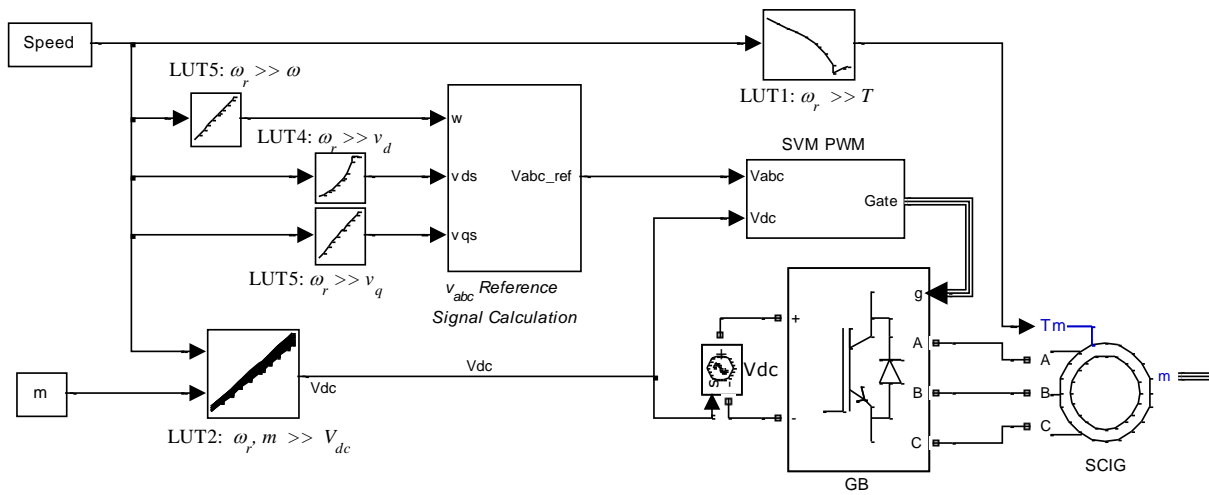 Speed
LUT5: ω_r >> ω
LUT1: ω_r >> T
LUT4: ω_r >> v_d
w
vds
vqs
Vabc_ref
LUT5: ω_r >> v_q
v_abc Reference
Signal Calculation
SVM PWM
Vabc
Vdc
Gate
m
Vdc
Vdc
LUT2: ω_r, m >> V_dc
s
+
-
Vdc
+
-
g
A
B
C
GB
Tm
A
B
C
m
SCIG